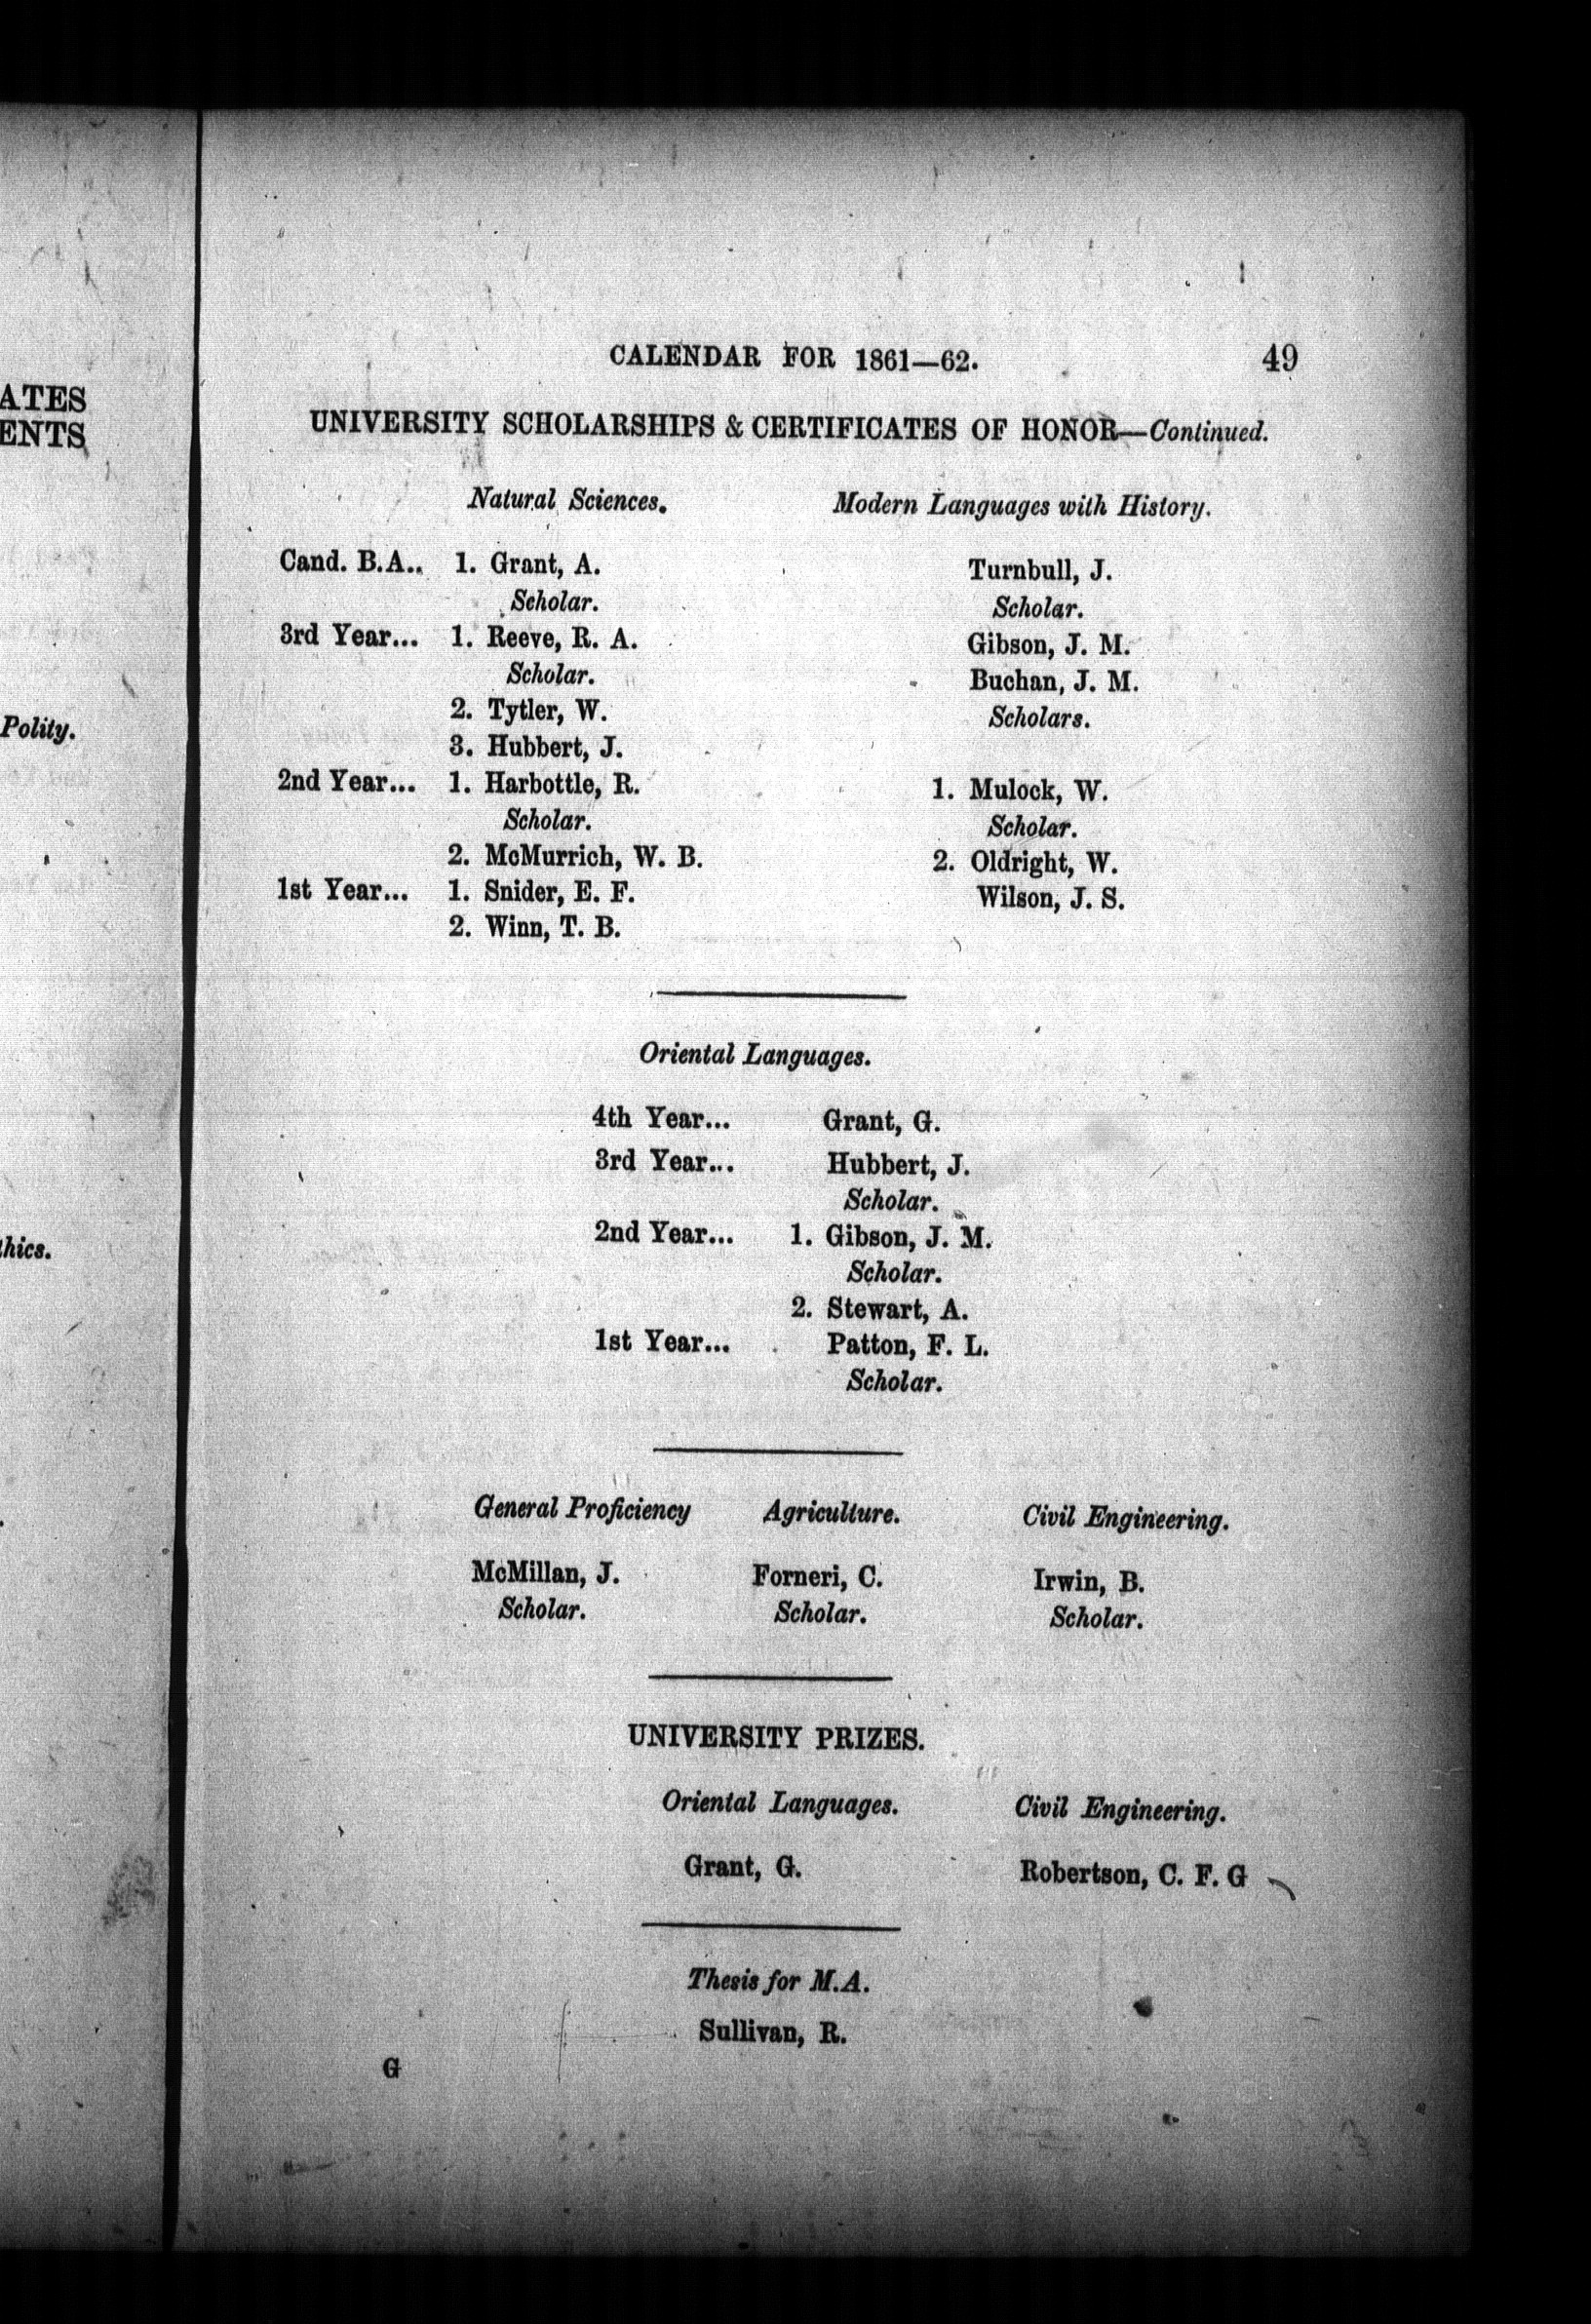 ATES
ENTS
Polity.
hics.
CALENDAR FOR 1861—62. 49
UNIVERSITY SCHOLARSHIPS & CERTIFICATES OF HONOR—Continued.
Natural Sciences. Modern Languages with History.
Cand. B.A.. 1. Grant, A. Turnbull, J.
Scholar. Scholar.
3rd Year... 1. Reeve, R. A. Gibson, J. M.
Scholar. Buchan, J. M.
2. Tytler, W. Scholars.
3. Hubbert, J.
2nd Year... 1. Harbottle, R. 1. Mulock, W.
Scholar. Scholar.
2. McMurrich, W. B. 2. Oldright, W.
1st Year... 1. Snider, E. F. Wilson, J. S.
2. Winn, T. B.
Oriental Languages.
4th Year... Grant, G.
3rd Year... Hubbert, J.
Scholar.
2nd Year... 1. Gibson, J. M.
Scholar.
2. Stewart, A.
1st Year... Patton, F. L.
Scholar.
General Proficiency Agriculture. Civil Engineering.
McMillan, J. Forneri, C. Irwin, B.
Scholar. Scholar. Scholar.
UNIVERSITY PRIZES.
Oriental Languages. Civil Engineering.
Grant, G. Robertson, C. F. G
Thesis for M.A.
Sullivan, R.
G